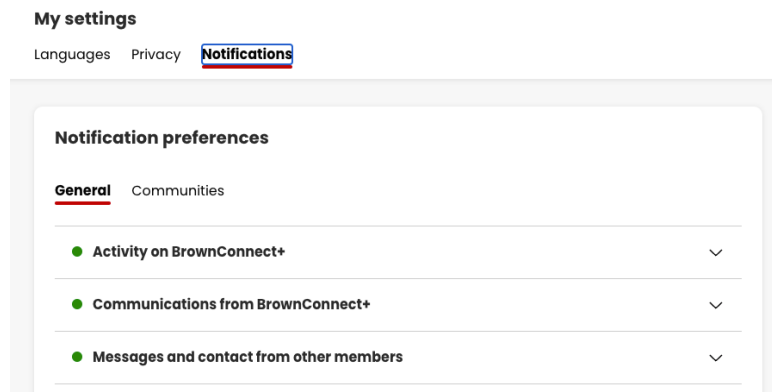 My settings
Languages Privacy Notifications
Notification preferences
General Communities
Activity on BrownConnect+
Communications from BrownConnect+
Messages and contact from other members